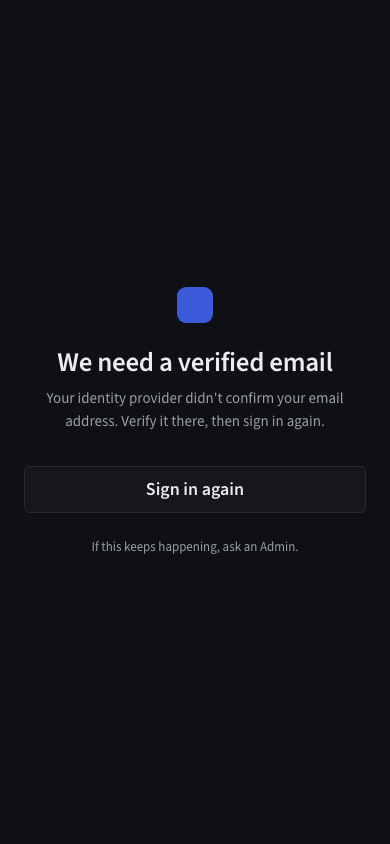 We need a verified email
Your identity provider didn't confirm your email
address. Verify it there, then sign in again.
Sign in again
If this keeps happening, ask an Admin.